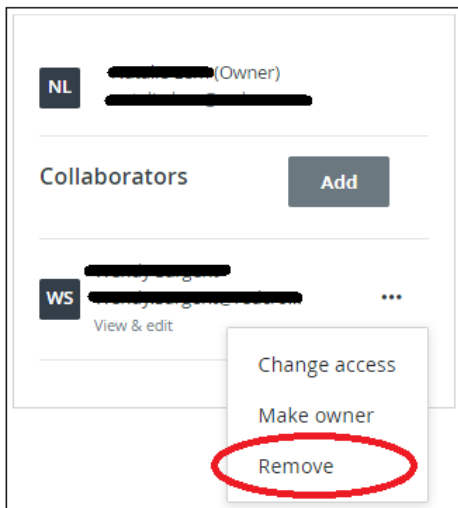 NL
(Owner)
Collaborators
Add
WS
View & edit
Change access
Make owner
Remove